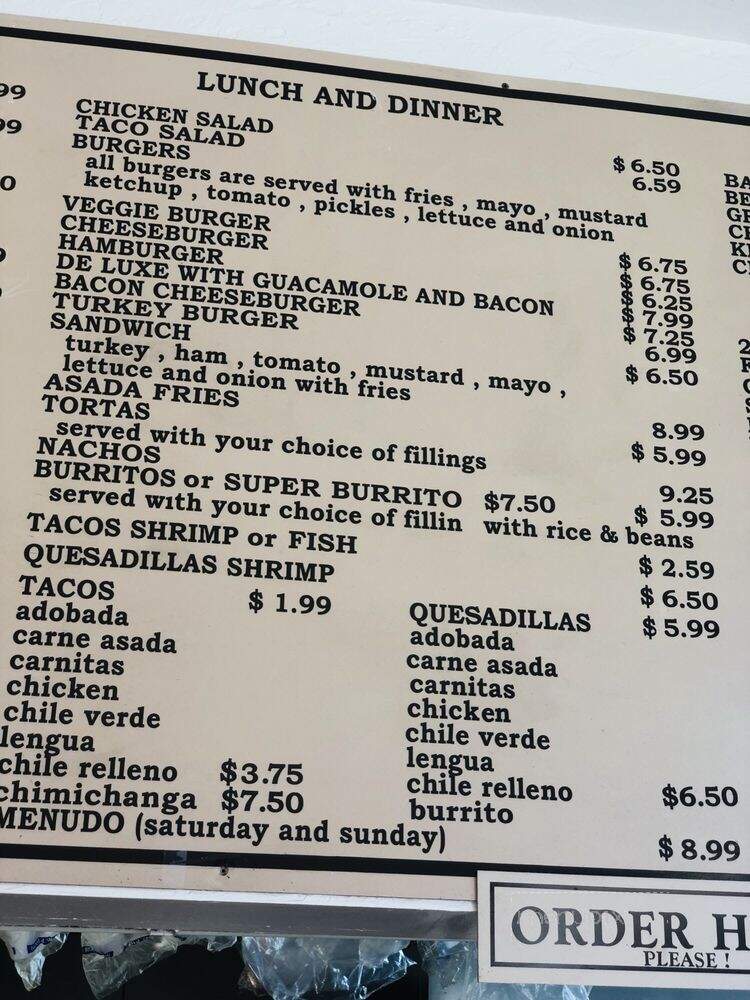 LUNCH AND DINNER
CHICKEN SALAD $ 6.50
TACO SALAD 6.59
BURGERS
all burgers are served with fries , mayo , mustard
ketchup , tomato , pickles , lettuce and onion
VEGGIE BURGER $ 6.75
CHEESEBURGER $ 6.75
HAMBURGER $ 6.25
DE LUXE WITH GUACAMOLE AND BACON $ 7.99
BACON CHEESEBURGER $ 7.25
TURKEY BURGER 6.99
SANDWICH $ 6.50
turkey , ham , tomato , mustard , mayo ,
lettuce and onion with fries
ASADA FRIES 8.99
TORTAS $ 5.99
served with your choice of fillings
NACHOS 9.25
BURRITOS or SUPER BURRITO $7.50 $ 5.99
served with your choice of fillin with rice & beans
TACOS SHRIMP or FISH $ 2.59
QUESADILLAS SHRIMP $ 6.50
TACOS $ 1.99
adobada
carne asada
carnitas
chicken
chile verde
lengua
chile relleno $3.75
chimichanga $7.50
MENUDO (saturday and sunday) $ 8.99
QUESADILLAS $ 5.99
adobada
carne asada
carnitas
chicken
chile verde
lengua
chile relleno $6.50
burrito
ORDER H
PLEASE !